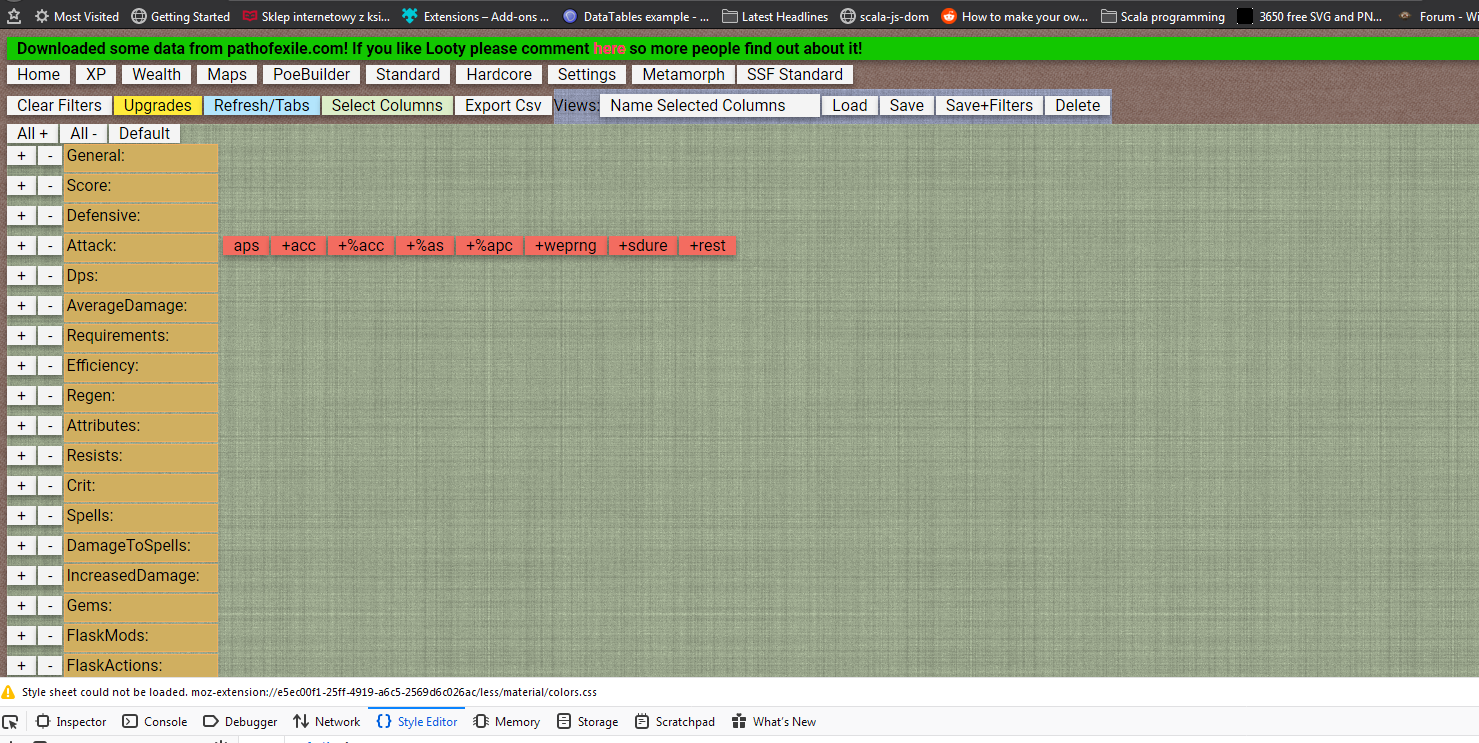 Most Visited Getting Started Sklep internetowy z ksi... Extensions – Add-ons ... DataTables example - ... Latest Headlines scala-js-dom How to make your ow... Scala programming 3650 free SVG and PN... Forum - Wi
Downloaded some data from pathofexile.com! If you like Looty please comment here so more people find out about it!
Home XP Wealth Maps PoeBuilder Standard Hardcore Settings Metamorph SSF Standard
Clear Filters Upgrades Refresh/Tabs Select Columns Export Csv Views: Name Selected Columns Load Save Save+Filters Delete
All + All - Default
+ - General:
+ - Score:
+ - Defensive:
+ - Attack: aps +acc +%acc +%as +%apc +weprng +sdure +rest
+ - Dps:
+ - AverageDamage:
+ - Requirements:
+ - Efficiency:
+ - Regen:
+ - Attributes:
+ - Resists:
+ - Crit:
+ - Spells:
+ - DamageToSpells:
+ - IncreasedDamage:
+ - Gems:
+ - FlaskMods:
+ - FlaskActions:
Style sheet could not be loaded. moz-extension://e5ec00f1-25ff-4919-a6c5-2569d6c026ac/less/material/colors.css
Inspector Console Debugger Network {} Style Editor Memory Storage Scratchpad What's New